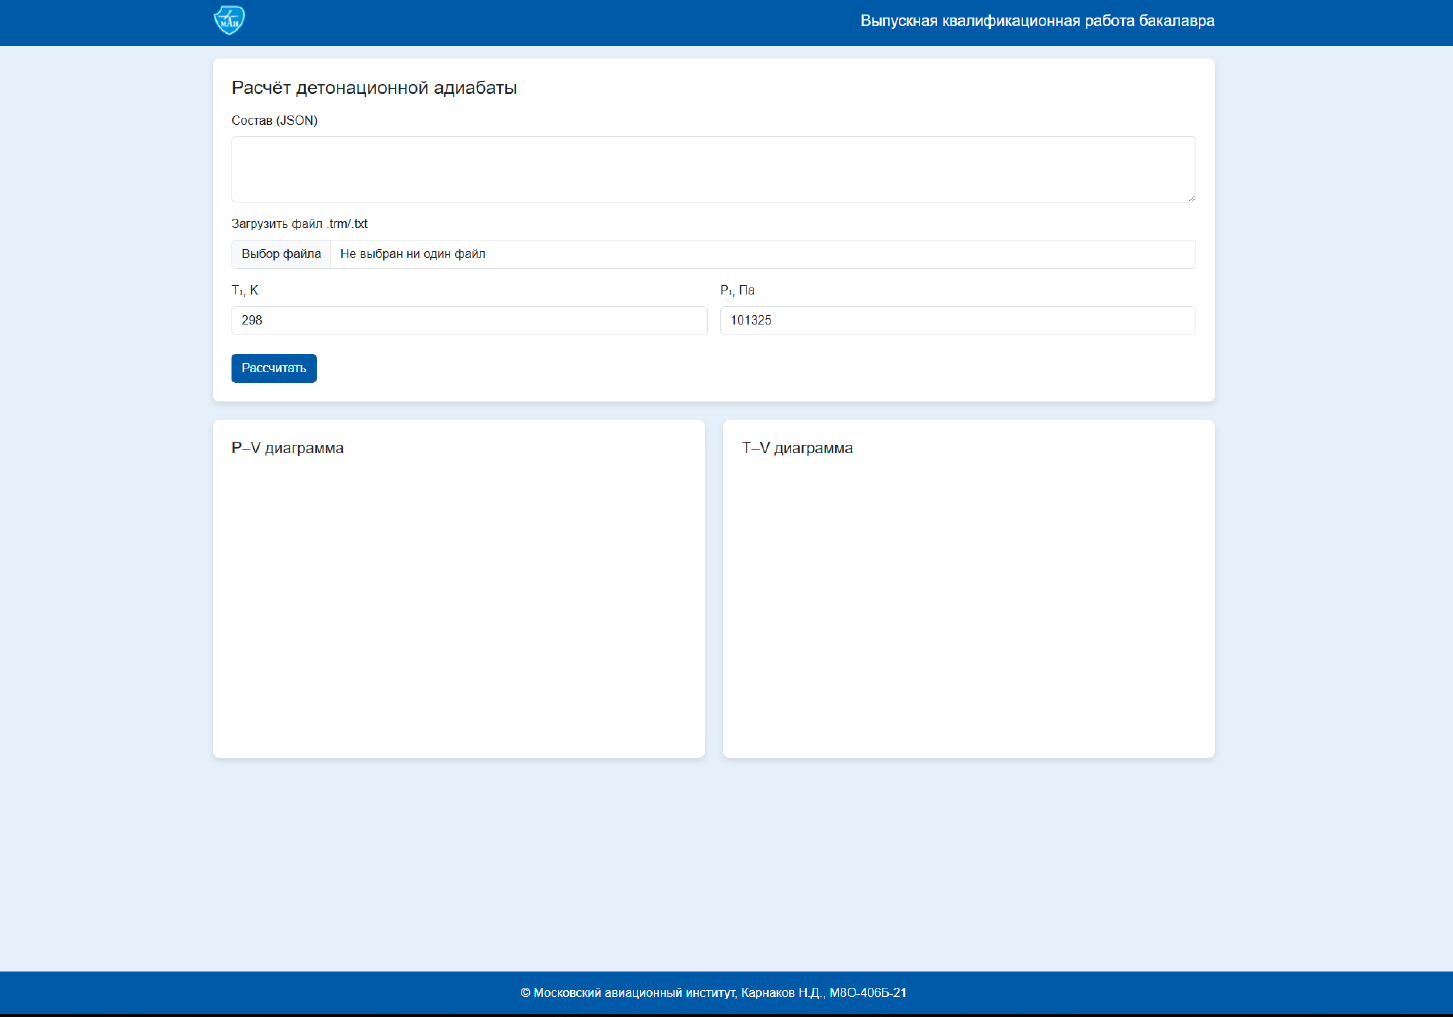 МАИ
Выпускная квалификационная работа бакалавра
Расчёт детонационной адиабаты
Состав (JSON)
Загрузить файл .trm/.txt
Выбор файла Не выбран ни один файл
T₁, K P₁, Па
298 101325
Рассчитать
P–V диаграмма T–V диаграмма
© Московский авиационный институт, Карнаков Н.Д., М8О-406Б-21